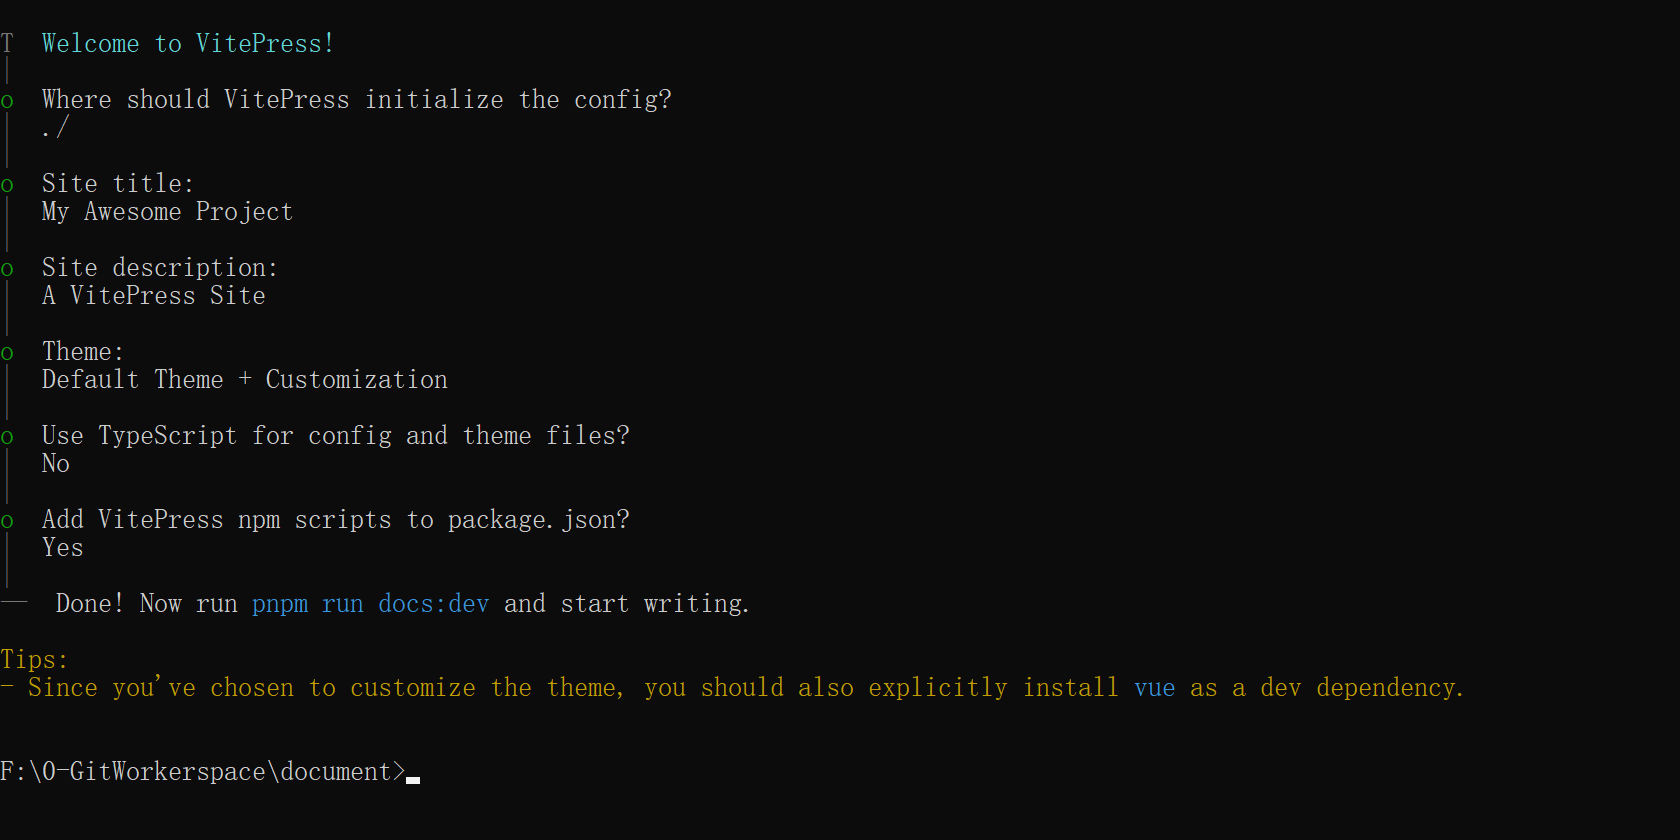 T  Welcome to VitePress!
o  Where should VitePress initialize the config?
./
o  Site title:
My Awesome Project
o  Site description:
A VitePress Site
o  Theme:
Default Theme + Customization
o  Use TypeScript for config and theme files?
No
o  Add VitePress npm scripts to package.json?
Yes
—  Done! Now run pnpm run docs:dev and start writing.
Tips:
- Since you've chosen to customize the theme, you should also explicitly install vue as a dev dependency.
F:\0-GitWorkerspace\document>